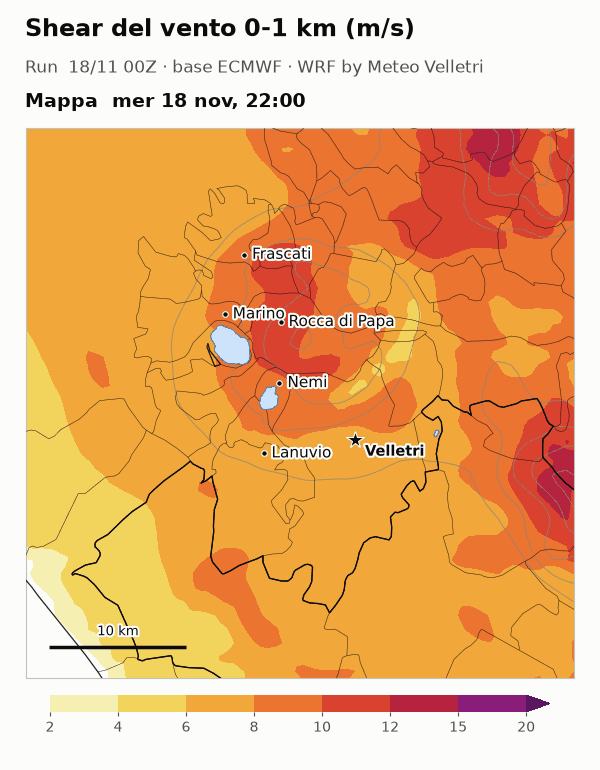 Shear del vento 0-1 km (m/s)
Run  18/11 00Z · base ECMWF · WRF by Meteo Velletri
Mappa  mer 18 nov, 22:00
Frascati
Marino
Rocca di Papa
Nemi
Velletri
Lanuvio
10 km
2 4 6 8 10 12 15 20